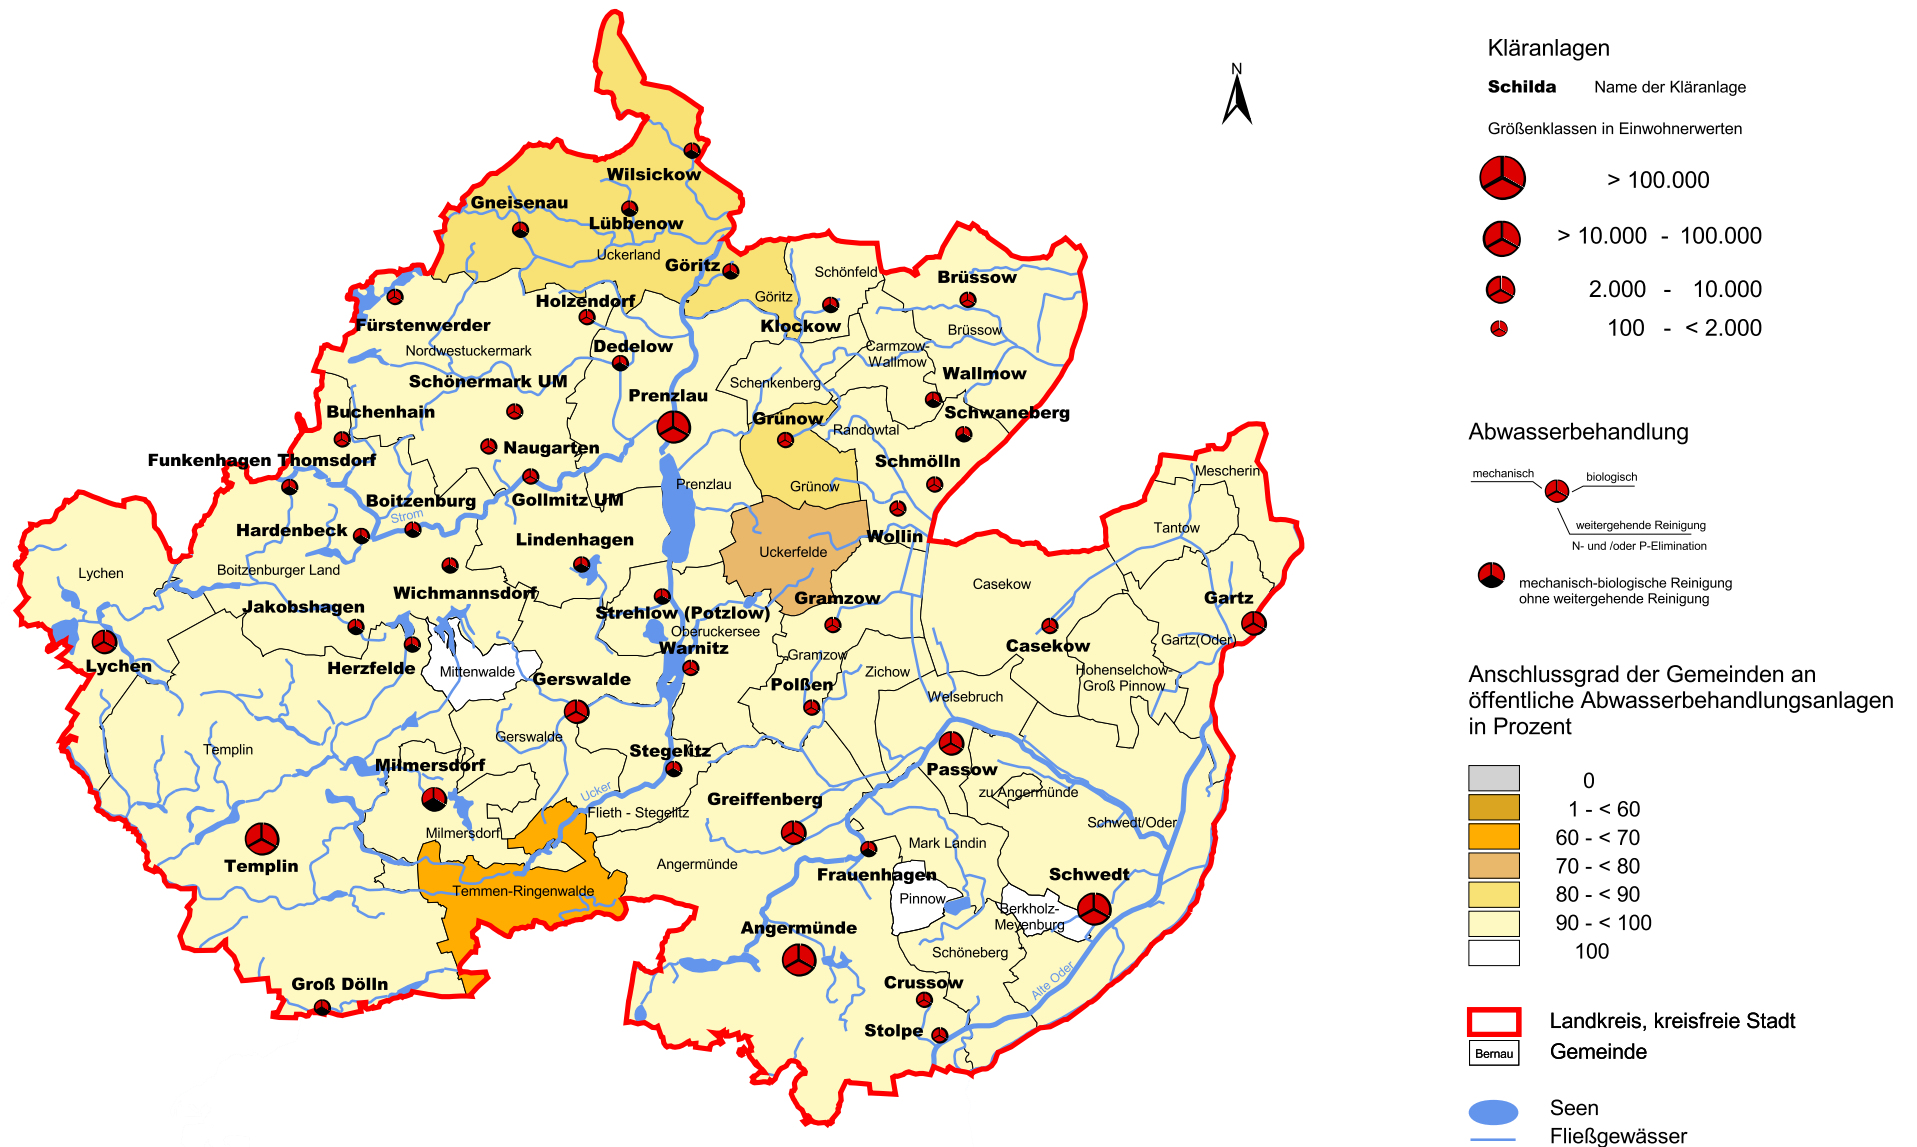 N
Wilsickow
Gneisenau
Lübbenow
Uckerland
Göritz
Göritz
Schönfeld
Brüssow
Holzendorf
Klockow
Fürstenwerder
Brüssow
Nordwestuckermark
Dedelow
Carmzow-
Wallmow
Schönermark UM
Schenkenberg
Wallmow
Prenzlau
Buchenhain
Grünow
Schwaneberg
Randowtal
Naugarten
Funkenhagen Thomsdorf
Schmölln
Mescherin
Prenzlau
Grünow
Boitzenburg
Gollmitz UM
Strom
Hardenbeck
Tantow
Lindenhagen
Wollin
Uckerfelde
Lychen
Boitzenburger Land
Casekow
Wichmannsdorf
Gramzow
Gartz
Jakobshagen
Strehlow (Potzlow)
Oberuckersee
Gartz(Oder)
Warnitz
Casekow
Gramzow
Lychen
Herzfelde
Mittenwalde
Zichow
Hohenselchow-
Groß Pinnow
Gerswalde
Polßen
Welsebruch
Gerswalde
Templin
Stegelitz
Milmersdorf
Passow
Ucker
zu Angermünde
Greiffenberg
Flieth - Stegelitz
Schwedt/Oder
Milmersdorf
Mark Landin
Templin
Angermünde
Frauenhagen
Schwedt
Temmen-Ringenwalde
Pinnow
Berkholz-
Meyenburg
Angermünde
Schöneberg
Groß Dölln
Crussow
Alte Oder
Stolpe
Kläranlagen
Schilda Name der Kläranlage
Größenklassen in Einwohnerwerten
> 100.000
> 10.000 - 100.000
2.000 - 10.000
100 - < 2.000
Abwasserbehandlung
mechanisch biologisch
weitergehende Reinigung
N- und /oder P-Elimination
mechanisch-biologische Reinigung
ohne weitergehende Reinigung
Anschlussgrad der Gemeinden an
öffentliche Abwasserbehandlungsanlagen
in Prozent
0
1 - < 60
60 - < 70
70 - < 80
80 - < 90
90 - < 100
100
Landkreis, kreisfreie Stadt
Bernau Gemeinde
Seen
Fließgewässer